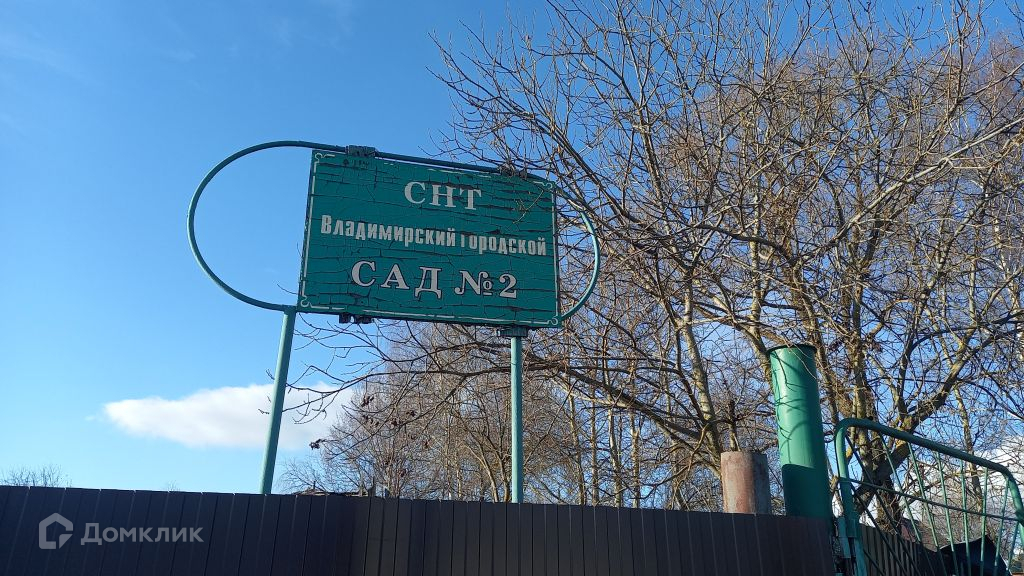 СНТ
Владимирский городской
САД №2
Домклик